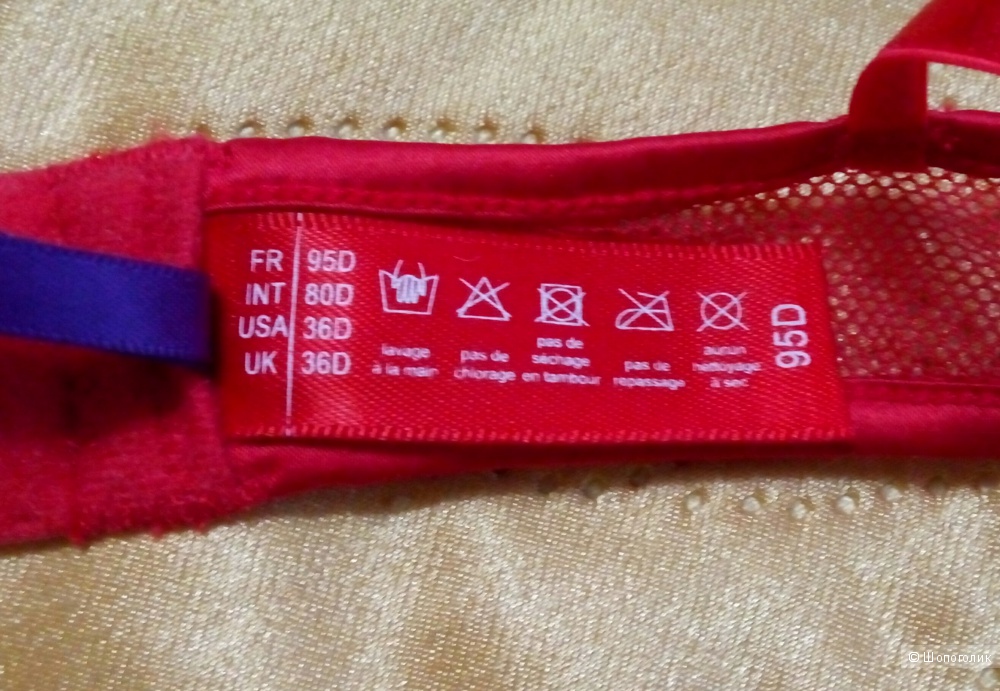 FR 95D
INT 80D
USA 36D
UK 36D
lavage
à la main
pas de
chlorage
pas de
séchage
en tambour
pas de
repassage
aucun
nettoyage
à sec
95D
© Шопоголик